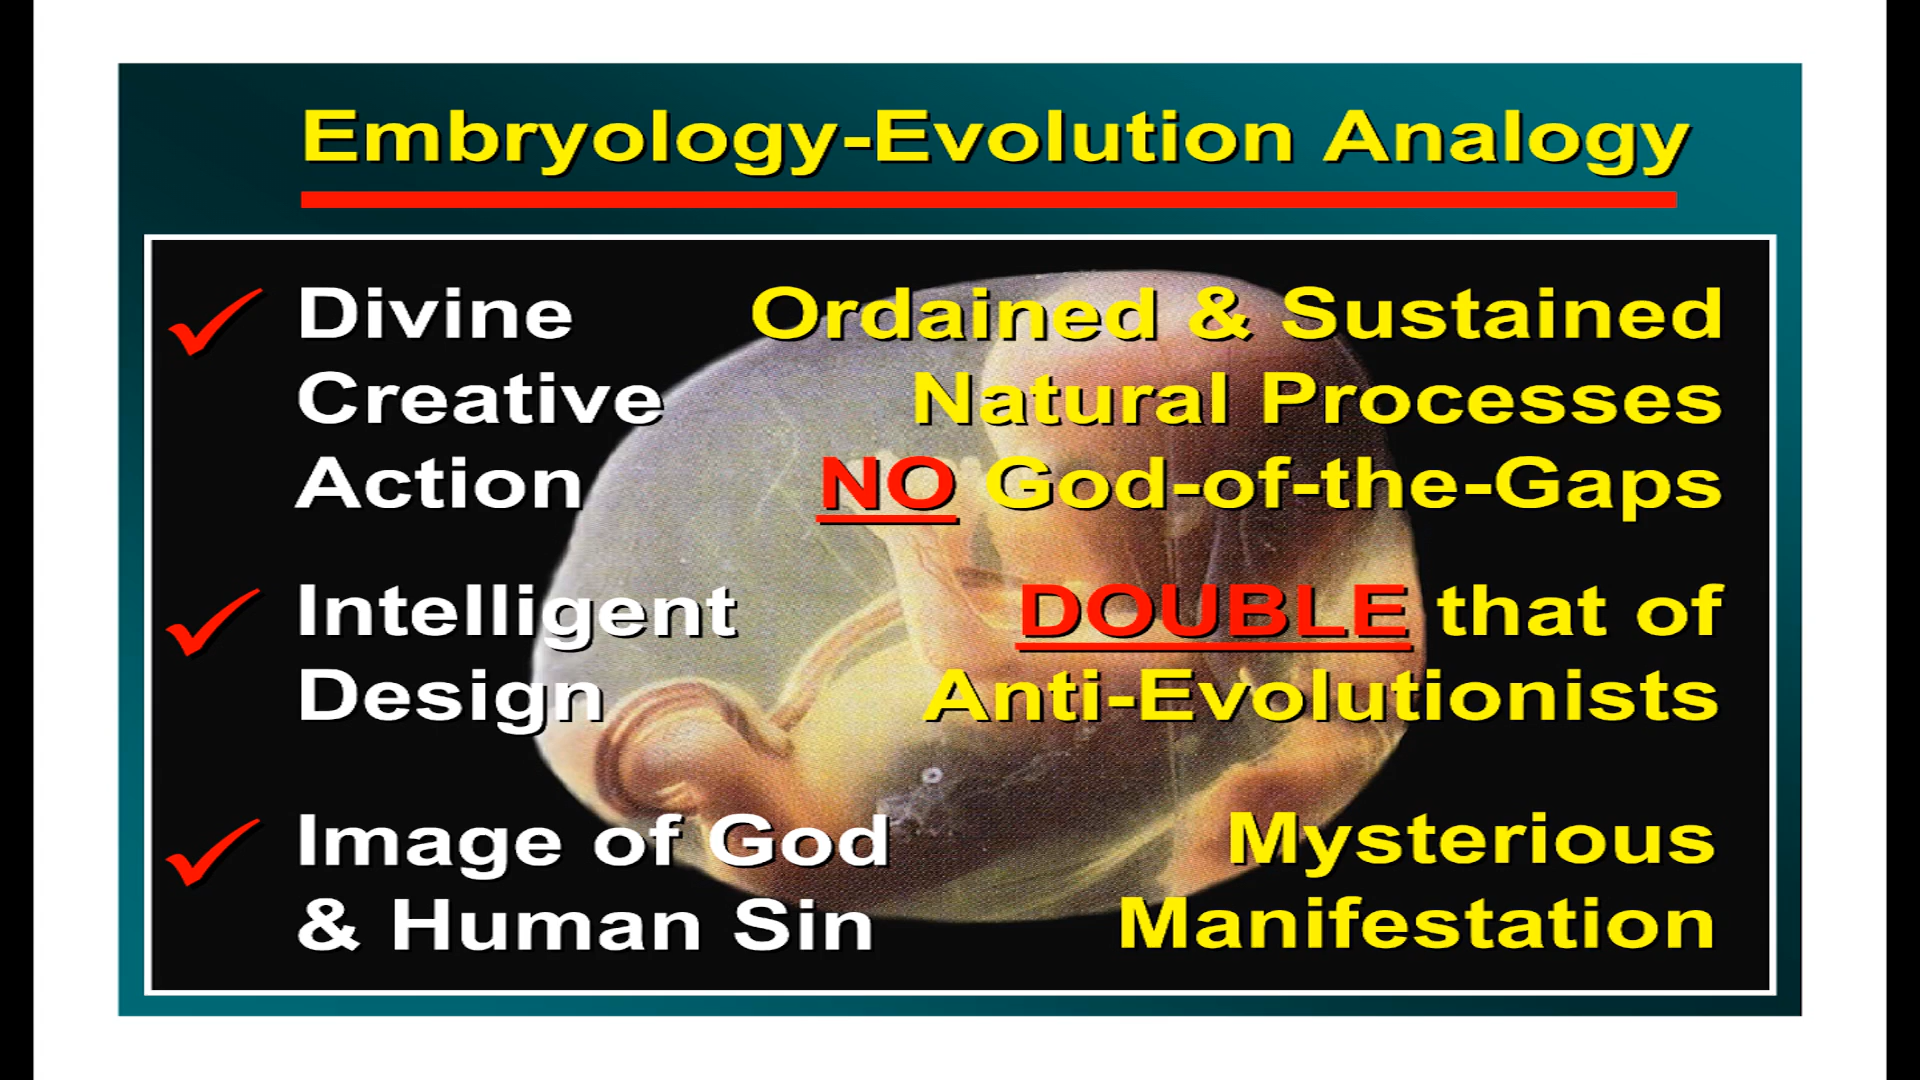 Embryology-Evolution Analogy
Divine Ordained & Sustained
Creative Natural Processes
Action NO God-of-the-Gaps
Intelligent DOUBLE that of
Design Anti-Evolutionists
Image of God Mysterious
& Human Sin Manifestation